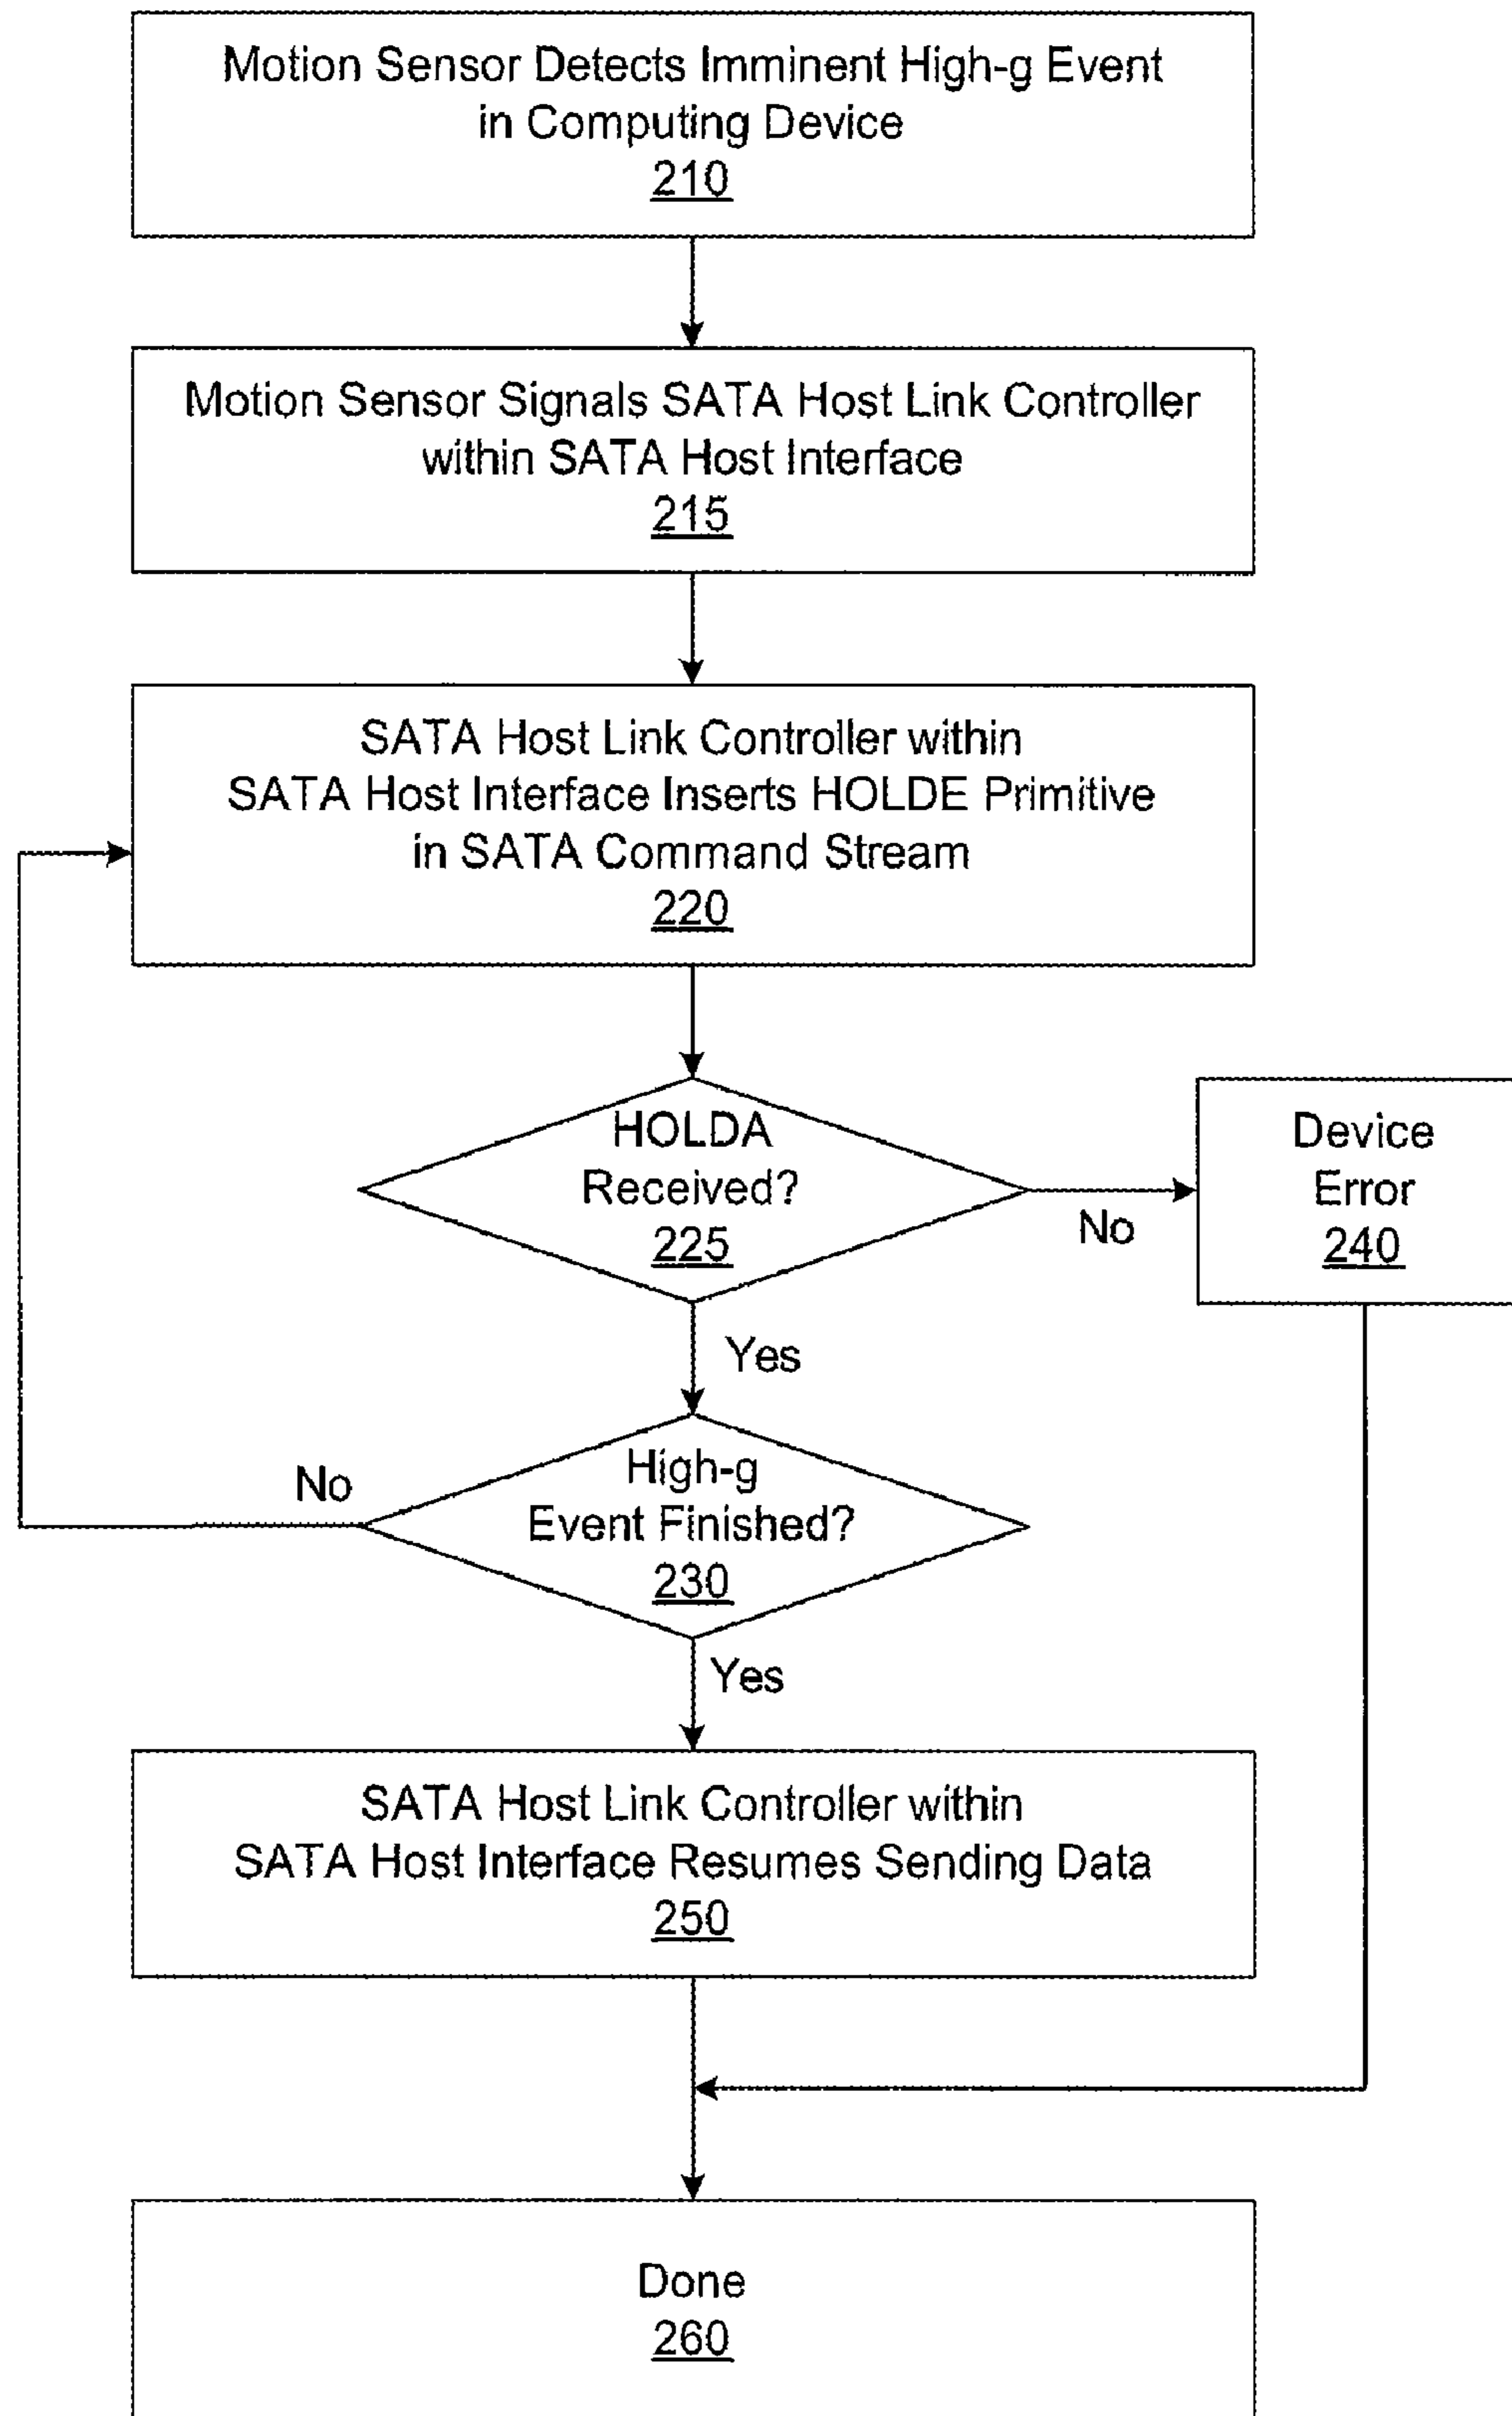 Motion Sensor Detects Imminent High-g Event
in Computing Device
210
Motion Sensor Signals SATA Host Link Controller
within SATA Host Interface
215
SATA Host Link Controller within
SATA Host Interface Inserts HOLDE Primitive
in SATA Command Stream
220
HOLDA
Received?
225
No
Device
Error
240
Yes
High-g
Event Finished?
230
No
Yes
SATA Host Link Controller within
SATA Host Interface Resumes Sending Data
250
Done
260